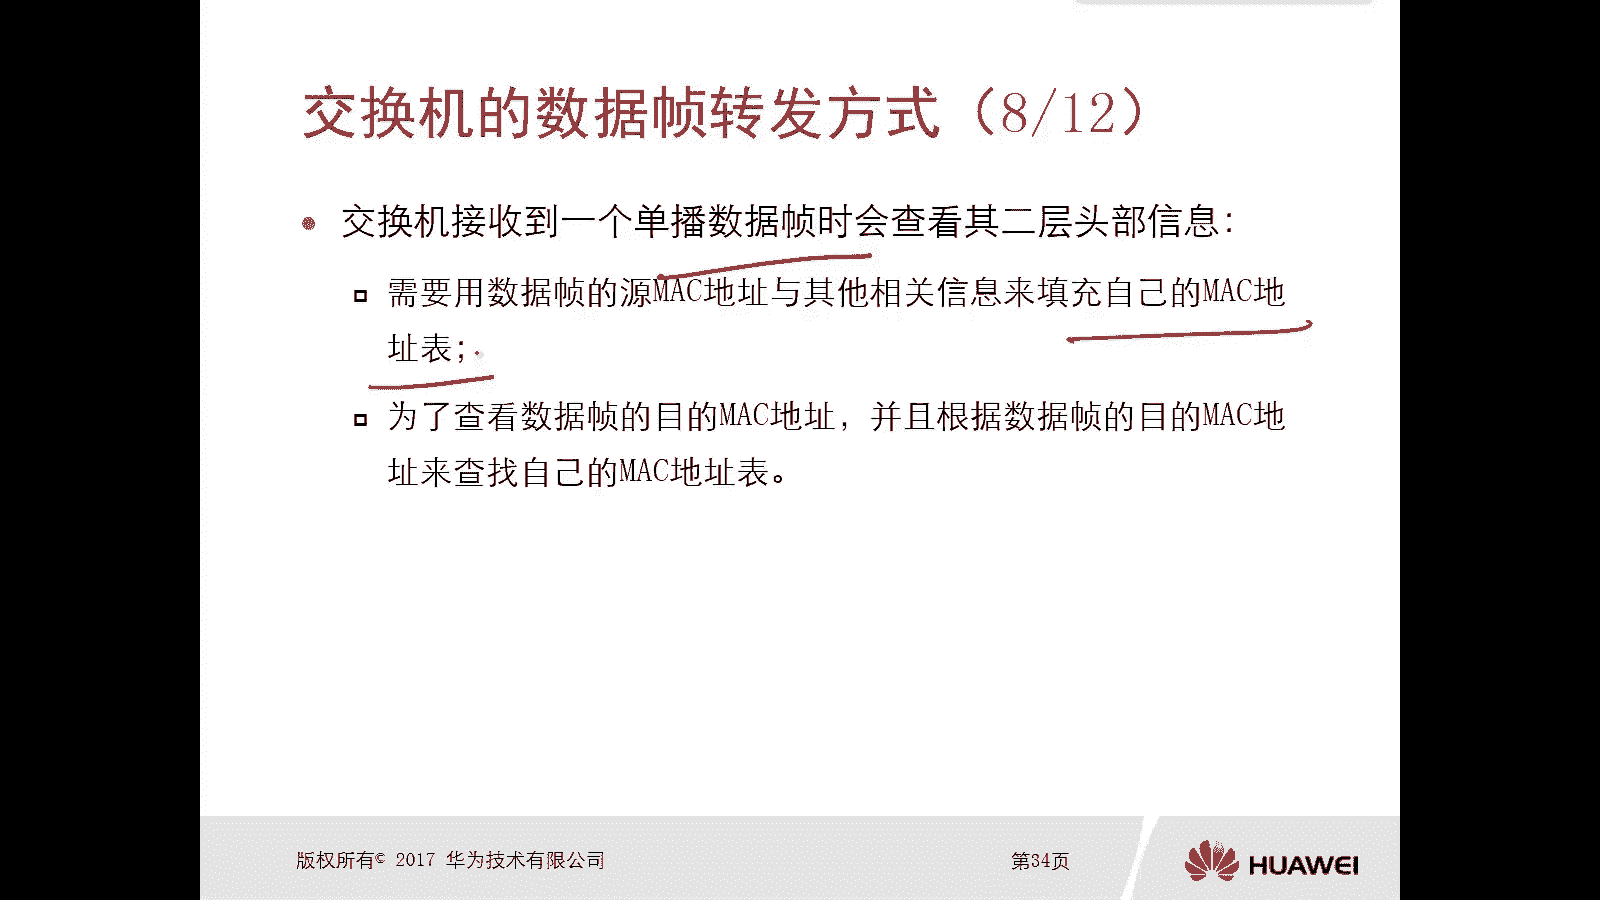 交换机的数据帧转发方式（8/12）
交换机接收到一个单播数据帧时会查看其二层头部信息：
需要用数据帧的源MAC地址与其他相关信息来填充自己的MAC地
址表；
为了查看数据帧的目的MAC地址，并且根据数据帧的目的MAC地
址来查找自己的MAC地址表。
版权所有© 2017 华为技术有限公司
第34页
HUAWEI